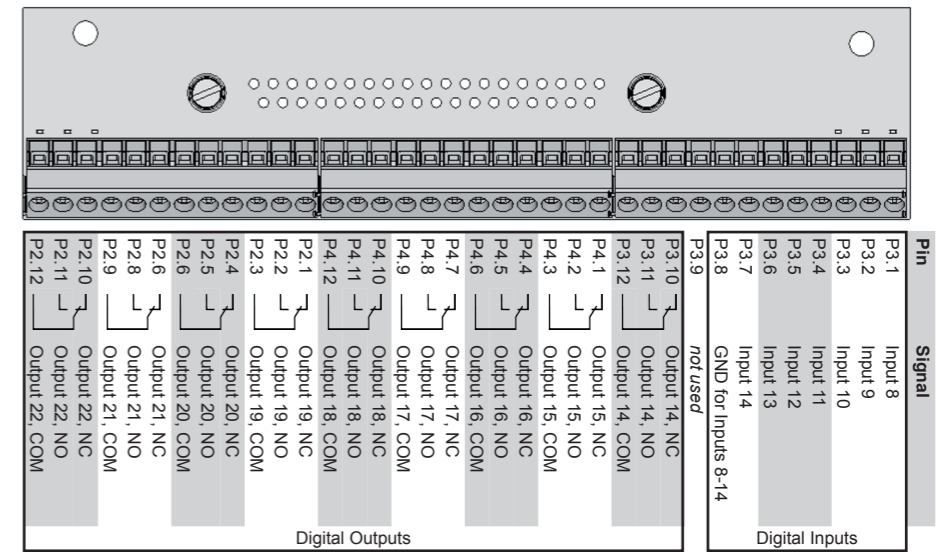 Pin Signal
P3.1 Input 8
P3.2 Input 9
P3.3 Input 10
P3.4 Input 11
P3.5 Input 12
P3.6 Input 13
P3.7 Input 14
P3.8 GND for Inputs 8-14
P3.9 not used
P3.10 Output 14, NC
P3.11 Output 14, NO
P3.12 Output 14, COM
P4.1 Output 15, NC
P4.2 Output 15, NO
P4.3 Output 15, COM
P4.4 Output 16, NC
P4.5 Output 16, NO
P4.6 Output 16, COM
P4.7 Output 17, NC
P4.8 Output 17, NO
P4.9 Output 17, COM
P4.10 Output 18, NC
P4.11 Output 18, NO
P4.12 Output 18, COM
P2.1 Output 19, NC
P2.2 Output 19, NO
P2.3 Output 19, COM
P2.4 Output 20, NC
P2.5 Output 20, NO
P2.6 Output 20, COM
P2.6 Output 21, NC
P2.8 Output 21, NO
P2.9 Output 21, COM
P2.10 Output 22, NC
P2.11 Output 22, NO
P2.12 Output 22, COM
Digital Outputs
Digital Inputs